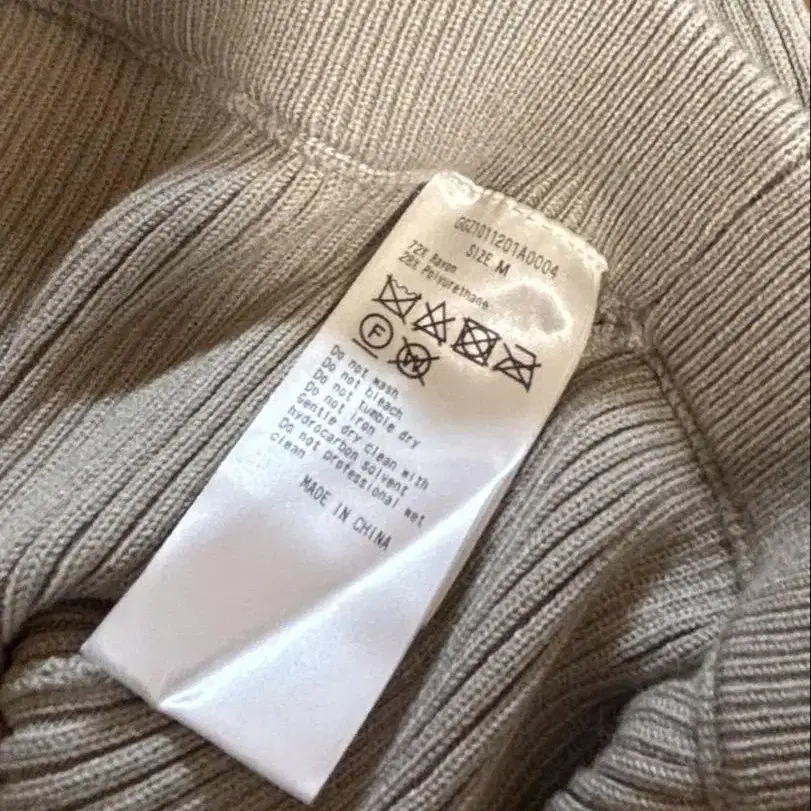 GGZ1011201A0004
SIZE M
72% Rayon
28% Polyurethane
F
W
Do not wash
Do not bleach
Do not tumble dry
Do not iron
Gentle dry clean with
hydrocarbon solvent
Do not professional wet
clean
MADE IN CHINA